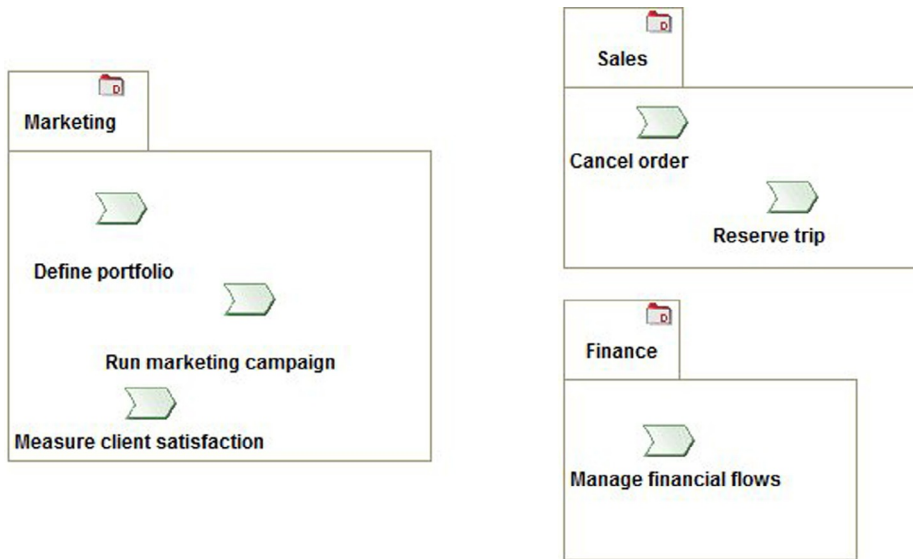 Marketing
Define portfolio
Run marketing campaign
Measure client satisfaction
D
Sales
D
Cancel order
Reserve trip
D
Finance
Manage financial flows
D